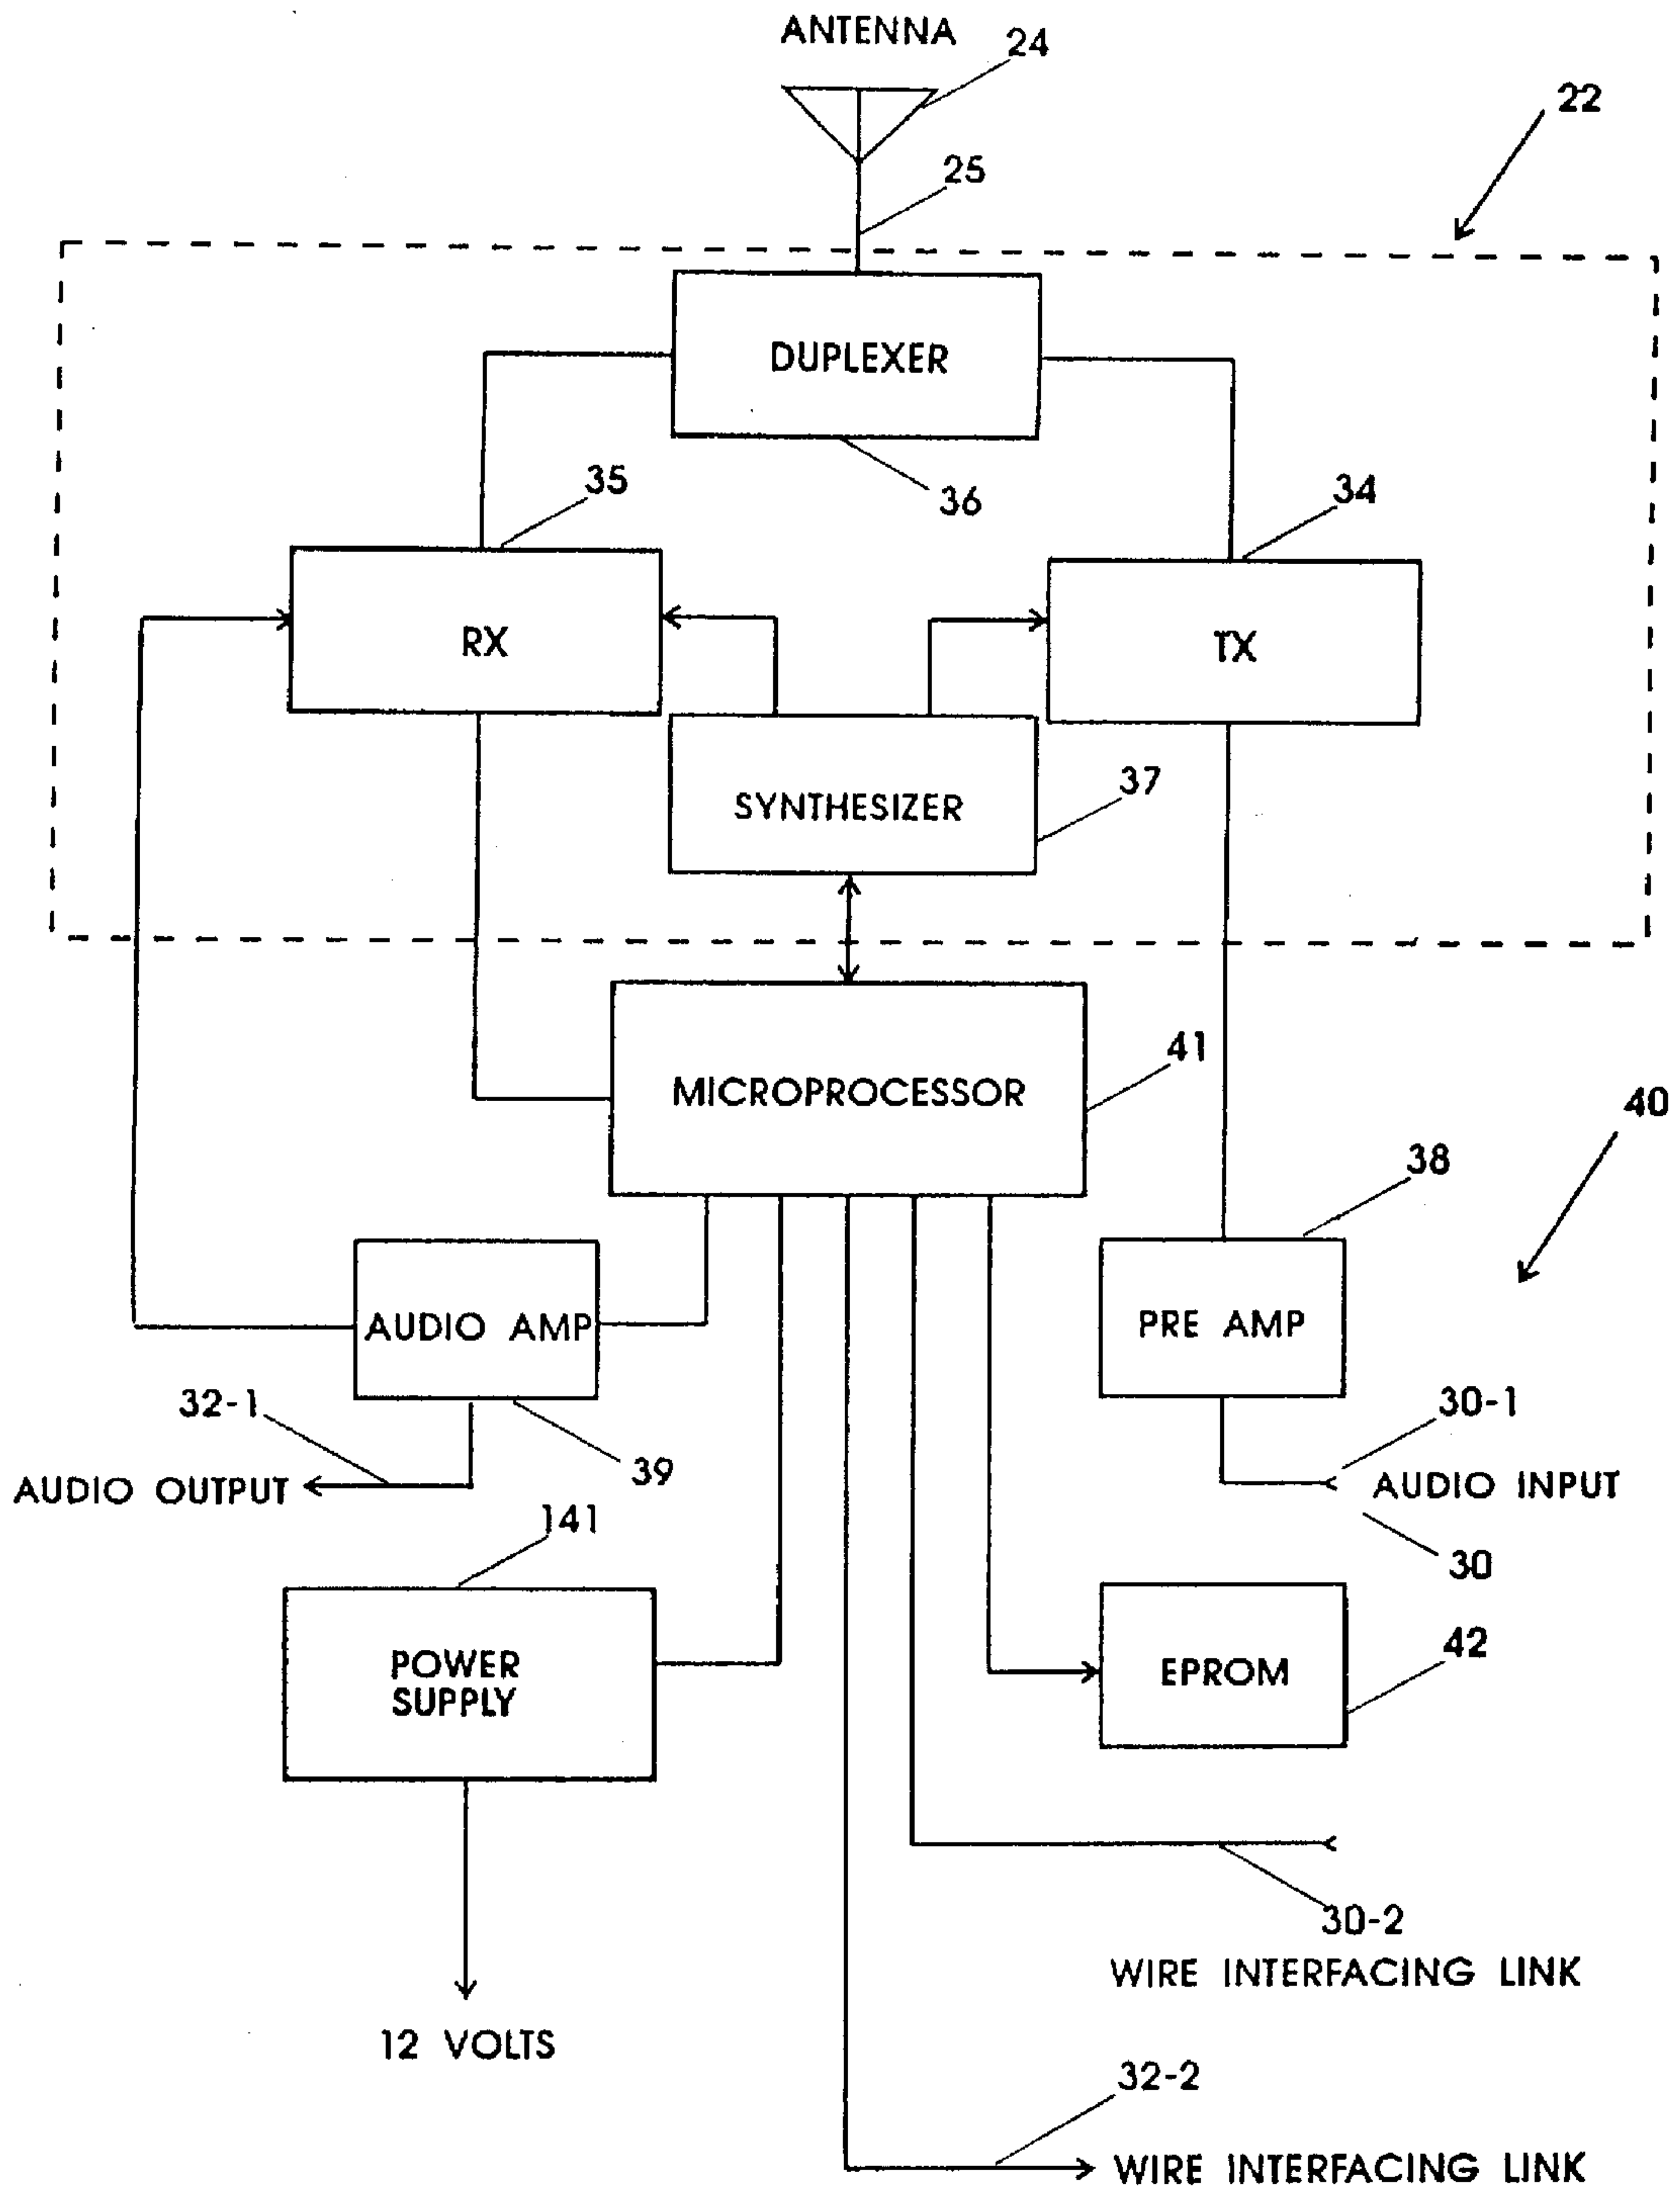 ANTENNA
24
22
25
DUPLEXER
36
35
34
RX
TX
37
SYNTHESIZER
41
MICROPROCESSOR
40
38
AUDIO AMP
PRE AMP
32-1
30-1
39
AUDIO OUTPUT
AUDIO INPUT
141
30
POWER
SUPPLY
42
EPROM
30-2
WIRE INTERFACING LINK
12 VOLTS
32-2
WIRE INTERFACING LINK